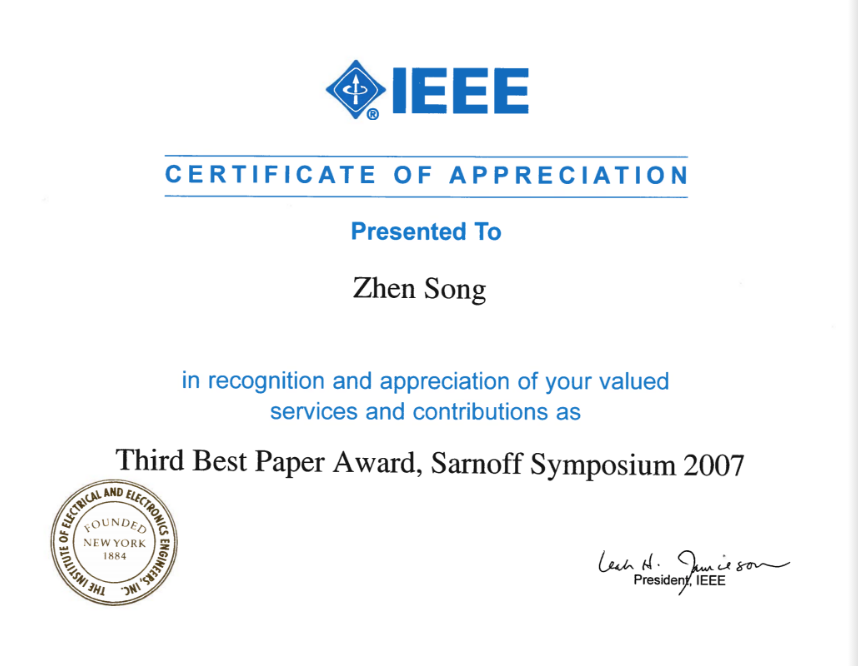 IEEE
®
CERTIFICATE OF APPRECIATION
Presented To
Zhen Song
in recognition and appreciation of your valued
services and contributions as
Third Best Paper Award, Sarnoff Symposium 2007
THE INSTITUTE OF ELECTRICAL AND ELECTRONICS ENGINEERS, INC.
FOUNDED
NEW YORK
1884
Leah H. Jamieson
President, IEEE